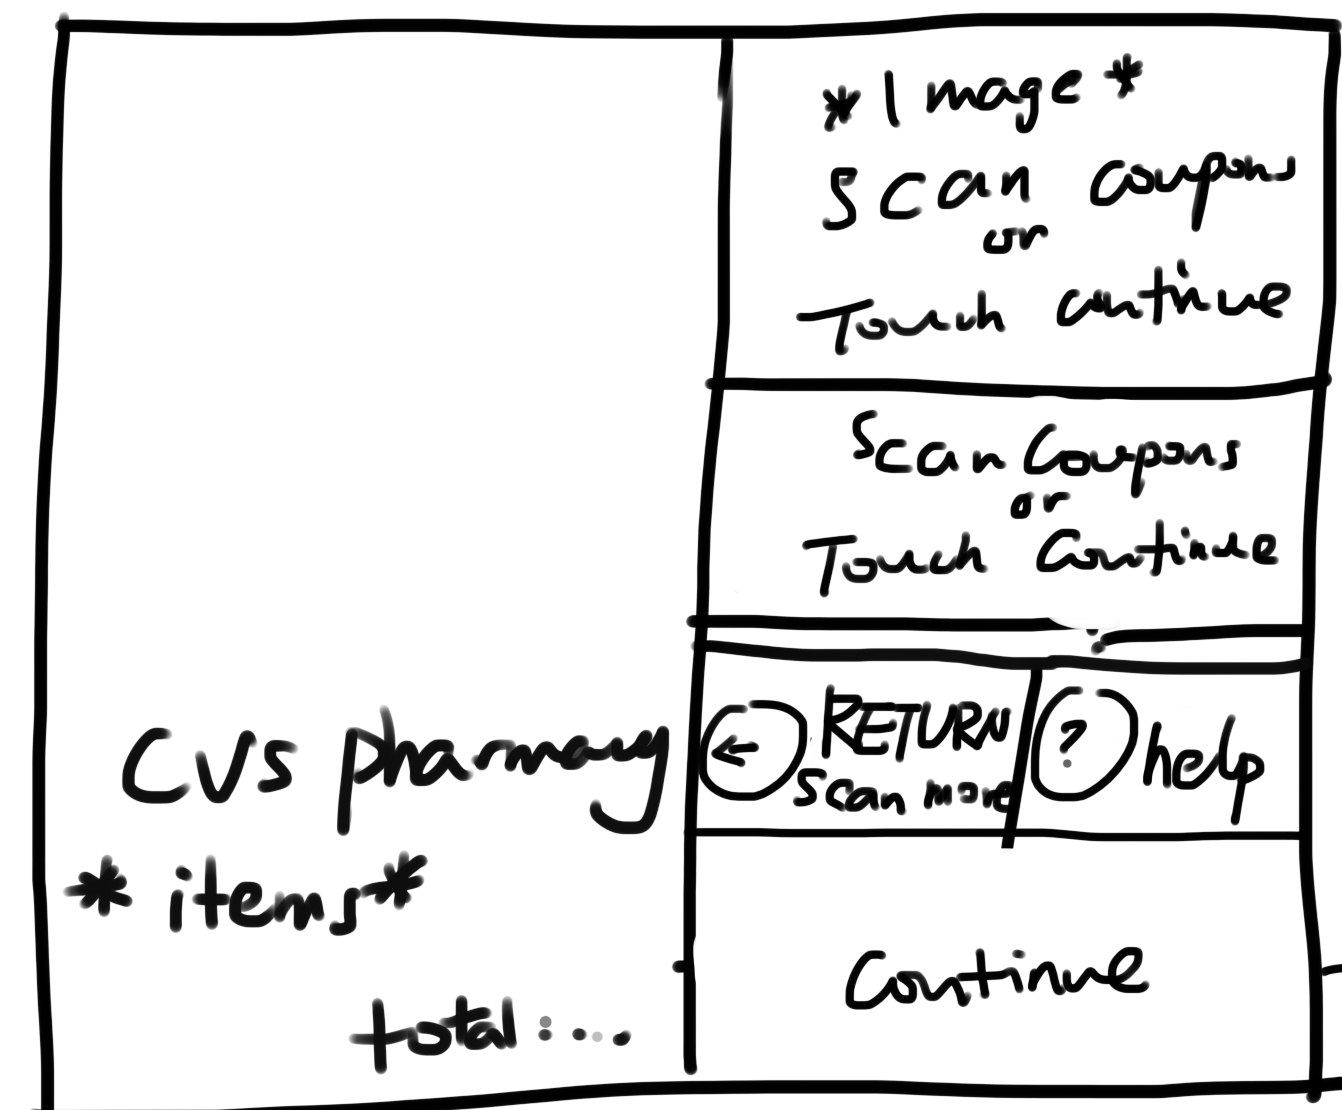 *Image*
Scan coupons
or
Touch continue
Scan Coupons
or
Touch Continue
← RETURN
scan more
? help
Continue
CVS pharmacy
*items*
total:...